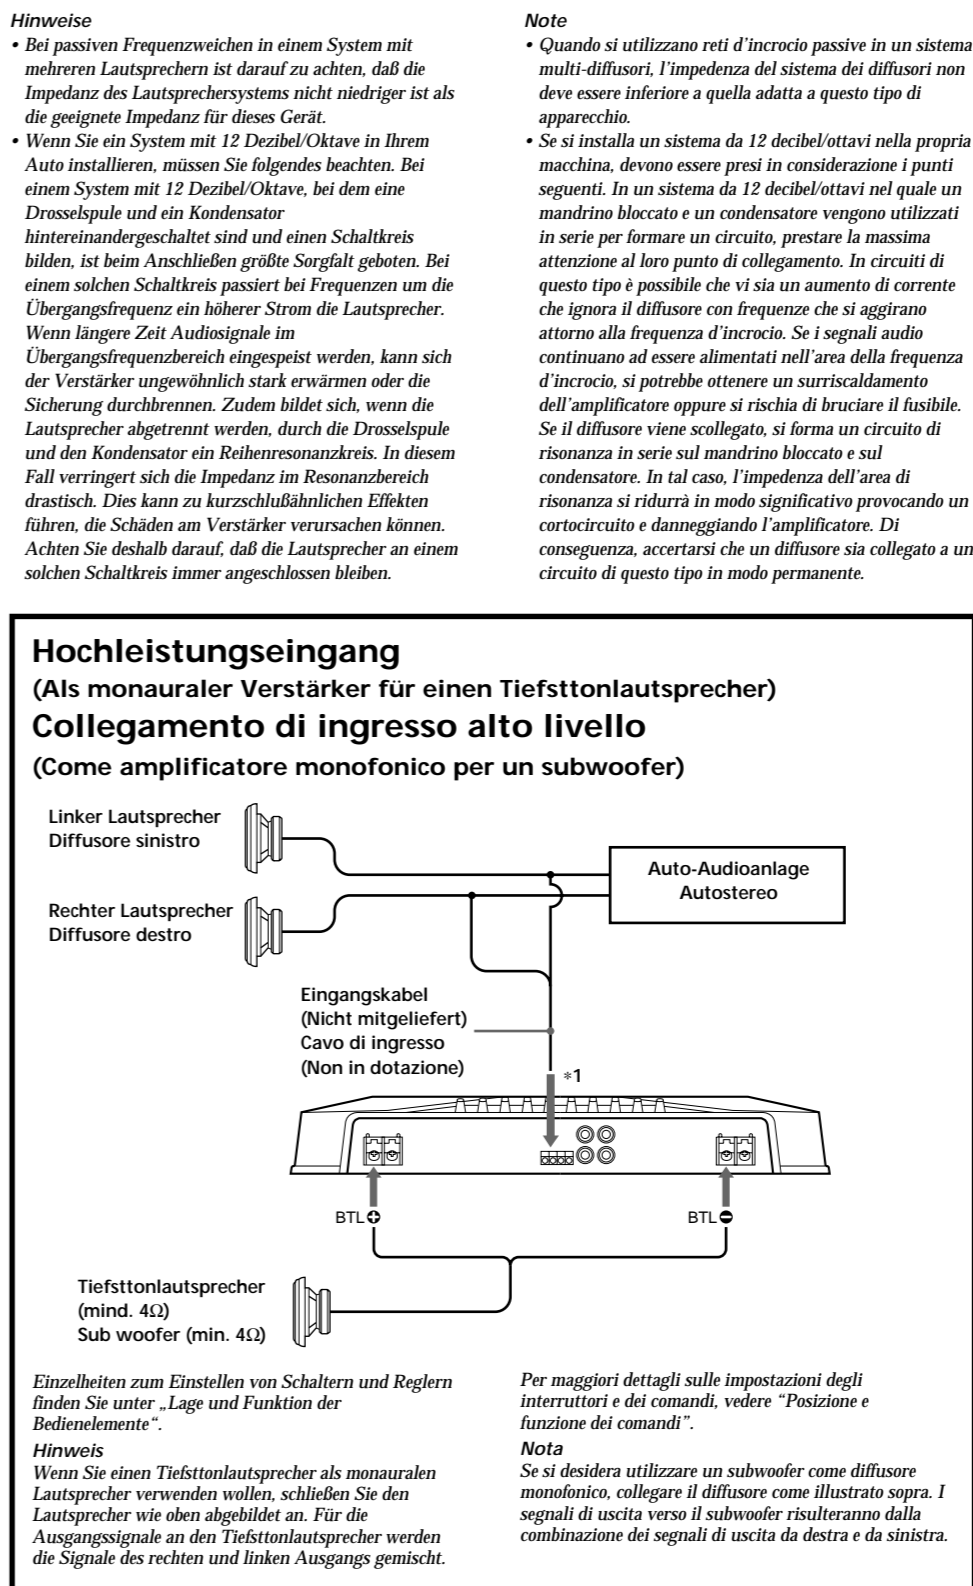 Hinweise
• Bei passiven Frequenzweichen in einem System mit
mehreren Lautsprechern ist darauf zu achten, daß die
Impedanz des Lautsprechersystems nicht niedriger ist als
die geeignete Impedanz für dieses Gerät.
• Wenn Sie ein System mit 12 Dezibel/Oktave in Ihrem
Auto installieren, müssen Sie folgendes beachten. Bei
einem System mit 12 Dezibel/Oktave, bei dem eine
Drosselspule und ein Kondensator
hintereinandergeschaltet sind und einen Schaltkreis
bilden, ist beim Anschließen größte Sorgfalt geboten. Bei
einem solchen Schaltkreis passiert bei Frequenzen um die
Übergangsfrequenz ein höherer Strom die Lautsprecher.
Wenn längere Zeit Audiosignale im
Übergangsfrequenzbereich eingespeist werden, kann sich
der Verstärker ungewöhnlich stark erwärmen oder die
Sicherung durchbrennen. Zudem bildet sich, wenn die
Lautsprecher abgetrennt werden, durch die Drosselspule
und den Kondensator ein Reihenresonanzkreis. In diesem
Fall verringert sich die Impedanz im Resonanzbereich
drastisch. Dies kann zu kurzschlußähnlichen Effekten
führen, die Schäden am Verstärker verursachen können.
Achten Sie deshalb darauf, daß die Lautsprecher an einem
solchen Schaltkreis immer angeschlossen bleiben.
Note
• Quando si utilizzano reti d'incrocio passive in un sistema
multi-diffusori, l'impedenza del sistema dei diffusori non
deve essere inferiore a quella adatta a questo tipo di
apparecchio.
• Se si installa un sistema da 12 decibel/ottavi nella propria
macchina, devono essere presi in considerazione i punti
seguenti. In un sistema da 12 decibel/ottavi nel quale un
mandrino bloccato e un condensatore vengono utilizzati
in serie per formare un circuito, prestare la massima
attenzione al loro punto di collegamento. In circuiti di
questo tipo è possibile che vi sia un aumento di corrente
che ignora il diffusore con frequenze che si aggirano
attorno alla frequenza d'incrocio. Se i segnali audio
continuano ad essere alimentati nell'area della frequenza
d'incrocio, si potrebbe ottenere un surriscaldamento
dell'amplificatore oppure si rischia di bruciare il fusibile.
Se il diffusore viene scollegato, si forma un circuito di
risonanza in serie sul mandrino bloccato e sul
condensatore. In tal caso, l'impedenza dell'area di
risonanza si ridurrà in modo significativo provocando un
cortocircuito e danneggiando l'amplificatore. Di
conseguenza, accertarsi che un diffusore sia collegato a un
circuito di questo tipo in modo permanente.
Hochleistungseingang
(Als monauraler Verstärker für einen Tiefsttonlautsprecher)
Collegamento di ingresso alto livello
(Come amplificatore monofonico per un subwoofer)
Linker Lautsprecher
Diffusore sinistro
Auto-Audioanlage
Autostereo
Rechter Lautsprecher
Diffusore destro
Eingangskabel
(Nicht mitgeliefert)
Cavo di ingresso
(Non in dotazione)
*1
BTL ⊕
BTL ⊖
Tiefsttonlautsprecher
(mind. 4Ω)
Sub woofer (min. 4Ω)
Einzelheiten zum Einstellen von Schaltern und Reglern
finden Sie unter „Lage und Funktion der
Bedienelemente“.
Hinweis
Wenn Sie einen Tiefsttonlautsprecher als monauralen
Lautsprecher verwenden wollen, schließen Sie den
Lautsprecher wie oben abgebildet an. Für die
Ausgangssignale an den Tiefsttonlautsprecher werden
die Signale des rechten und linken Ausgangs gemischt.
Per maggiori dettagli sulle impostazioni degli
interruttori e dei comandi, vedere “Posizione e
funzione dei comandi”.
Nota
Se si desidera utilizzare un subwoofer come diffusore
monofonico, collegare il diffusore come illustrato sopra. I
segnali di uscita verso il subwoofer risulteranno dalla
combinazione dei segnali di uscita da destra e da sinistra.